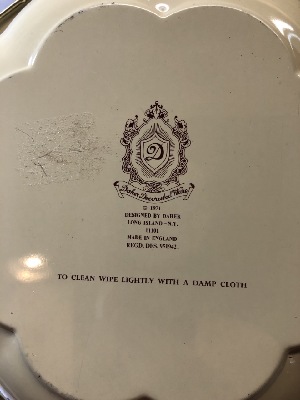 D
Daher Decorated Ware
© 1971
DESIGNED BY DAHER
LONG ISLAND - N.Y.
11101
MADE IN ENGLAND
REGD. DES.
TO CLEAN WIPE LIGHTLY WITH A DAMP CLOTH